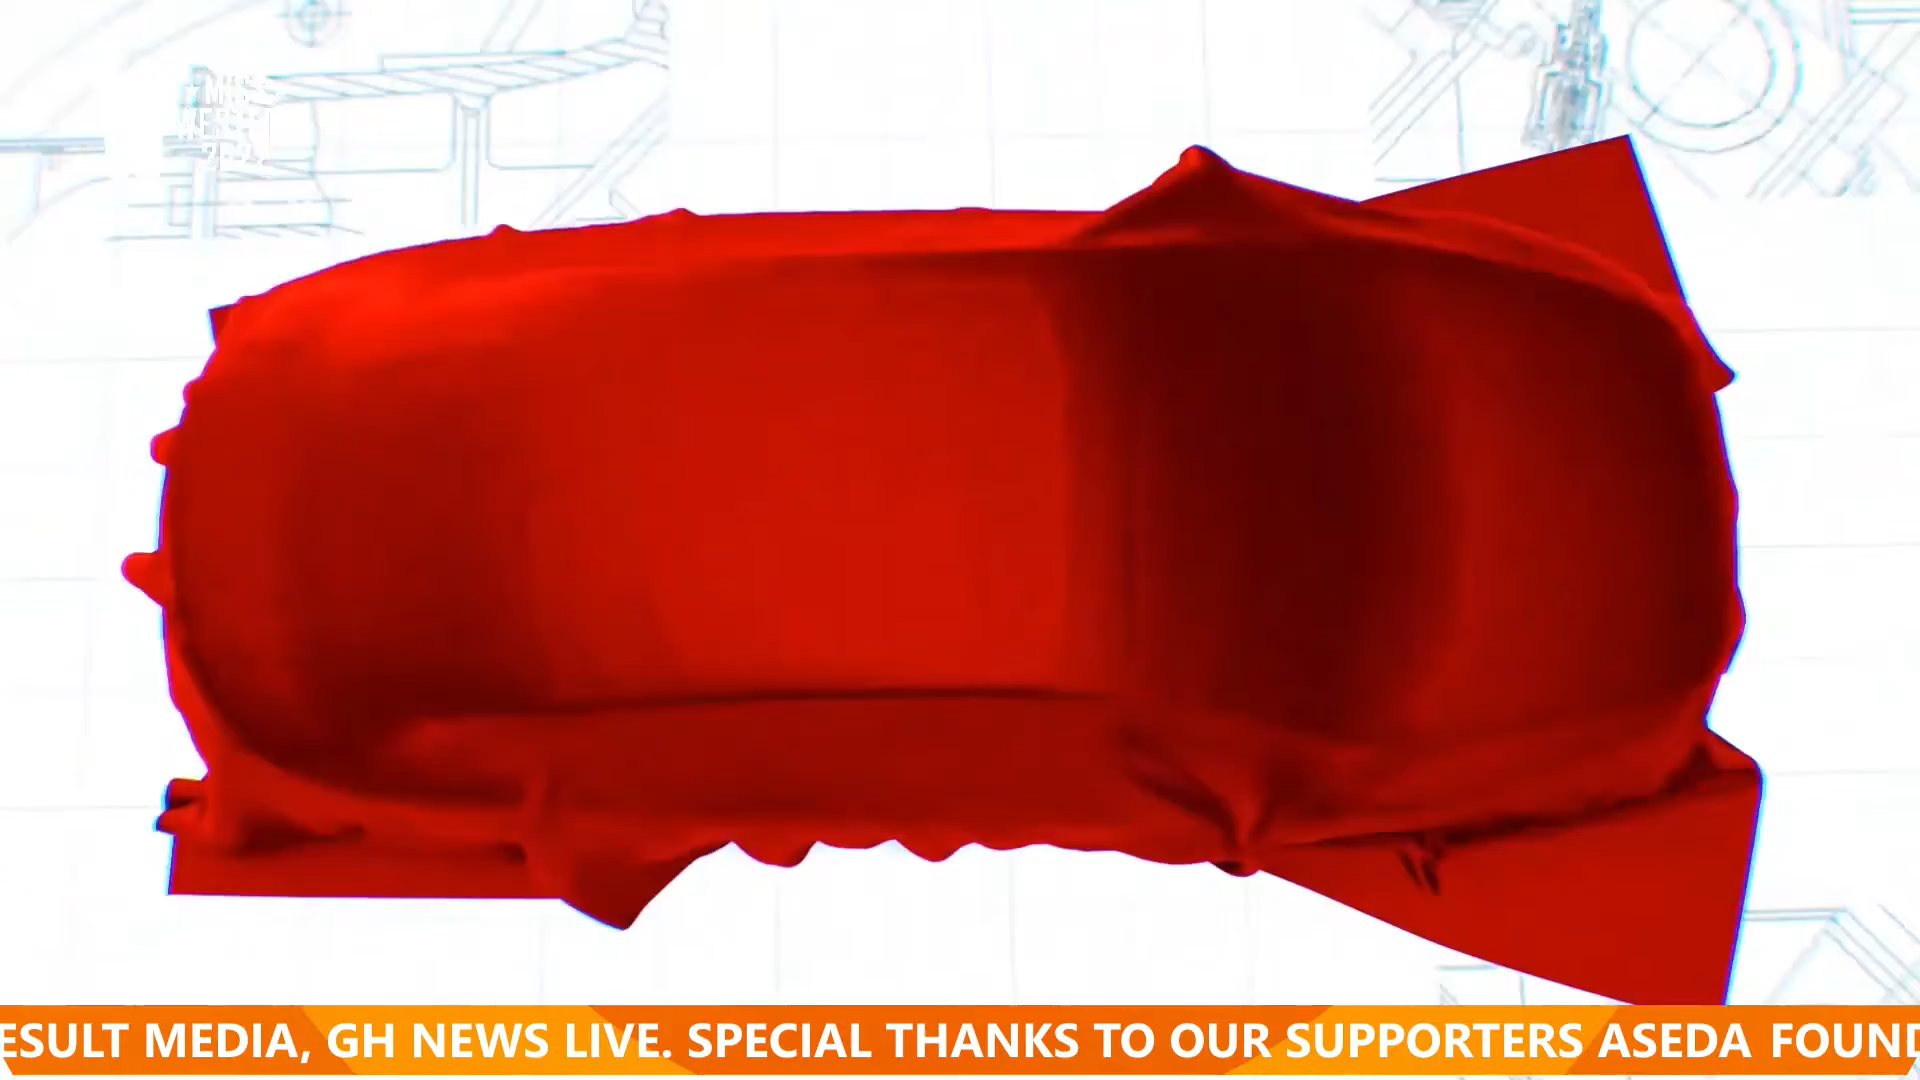 ESULT MEDIA, GH NEWS LIVE. SPECIAL THANKS TO OUR SUPPORTERS ASEDA FOUND